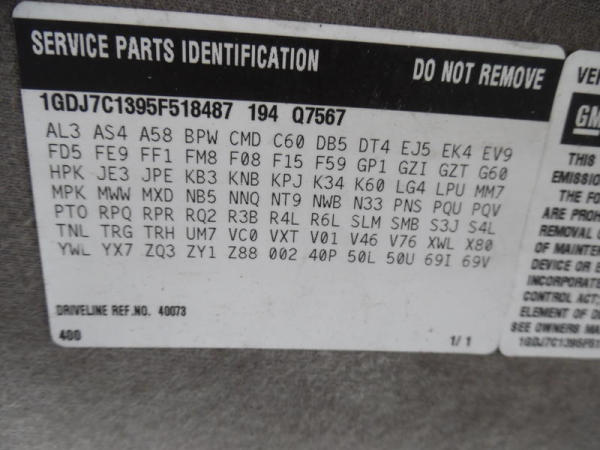 SERVICE PARTS IDENTIFICATION DO NOT REMOVE
1GDJ7C1395F518487 194 Q7567
AL3 AS4 A58 BPW CMD C60 DB5 DT4 EJ5 EK4 EV9
FD5 FE9 FF1 FM8 F08 F15 F59 GP1 GZI GZT G60
HPK JE3 JPE KB3 KNB KPJ K34 K60 LG4 LPU MM7
MPK MWW MXD NB5 NNQ NT9 NWB N33 PNS PQU PQV
PTO RPQ RPR RQ2 R3B R4L R6L SLM SMB S3J S4L
TNL TRG TRH UM7 VC0 VXT V01 V46 V76 XWL X80
YWL YX7 ZQ3 ZY1 Z88 002 40P 50L 50U 69I 69V
DRIVELINE REF.NO. 40073
400 1/1
VE
GM
THIS
EMISSIO
THE FO
ARE PROH
REMOVAL
OF MAINTE
DEVICE OR E
INCORPORATE
CONTROL ACT;
ELEMENT OF D
SEE OWNERS MA
1GDJ7C1395F51